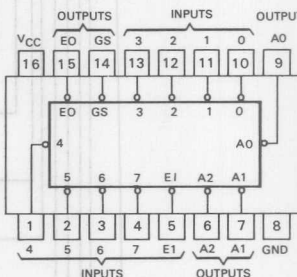 OUTPUTS INPUTS OUTPUT
VCC EO GS 3 2 1 0 A0
16 15 14 13 12 11 10 9
EO GS 3 2 1 0
4 A0
5 6 7 EI A2 A1
1 2 3 4 5 6 7 8
4 5 6 7 E1 A2 A1 GND
INPUTS OUTPUTS